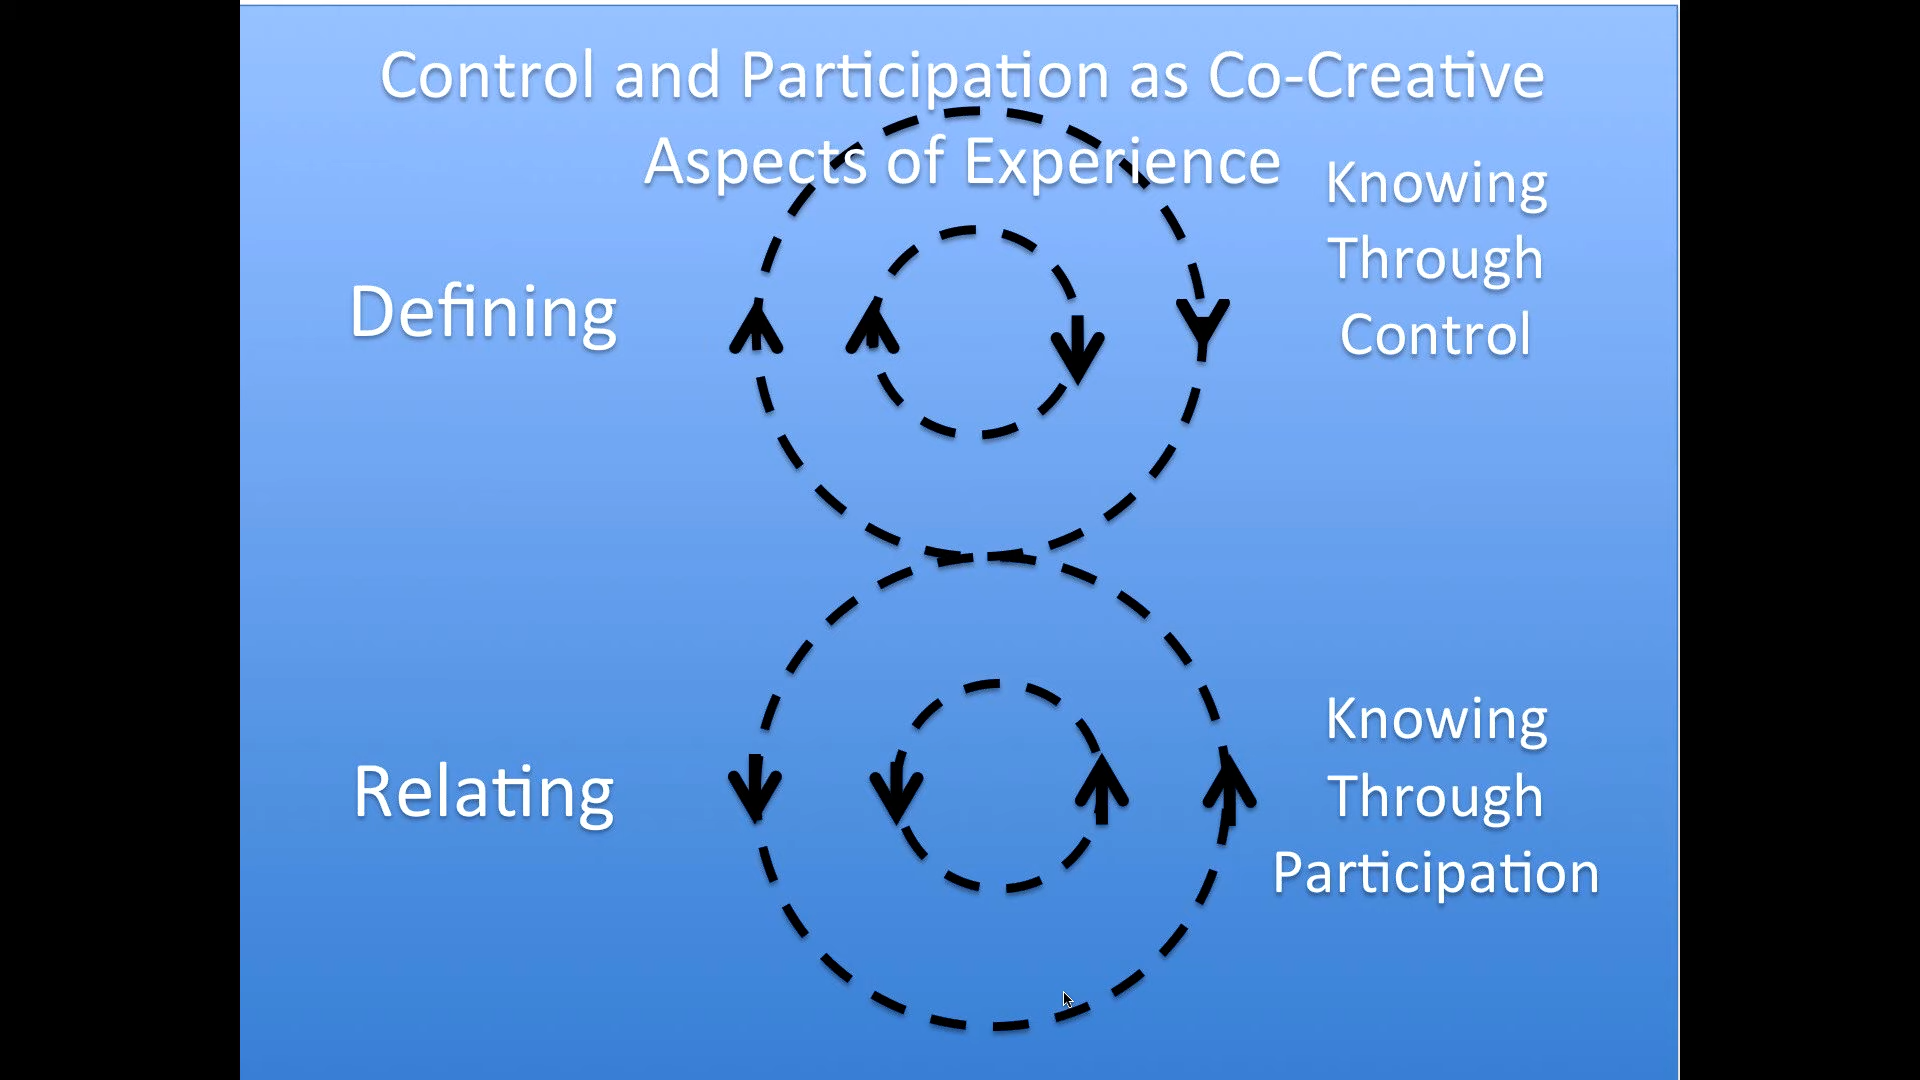 Control and Participation as Co-Creative
Aspects of Experience
Defining
Knowing
Through
Control
Relating
Knowing
Through
Participation